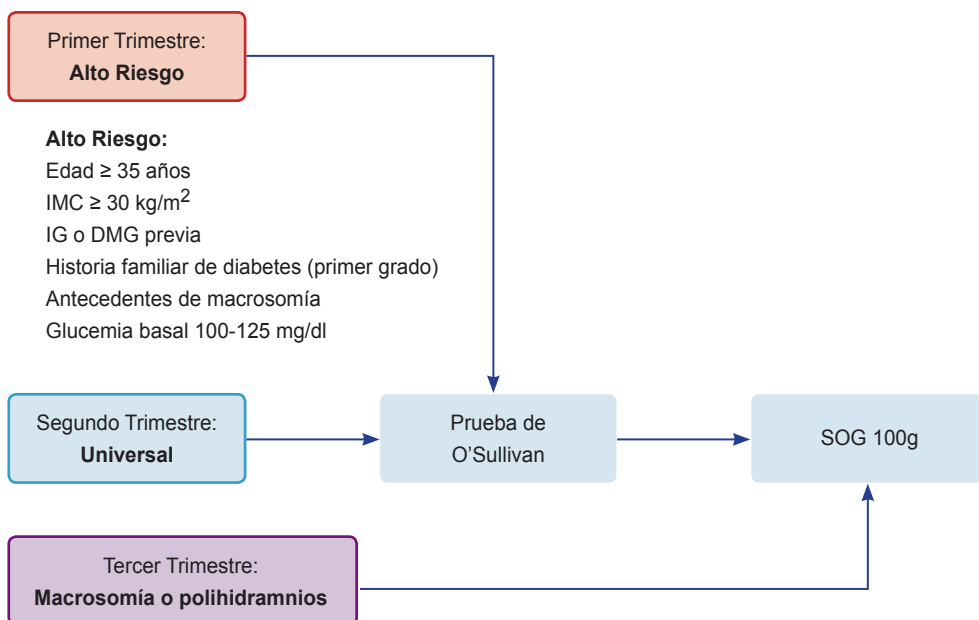 Primer Trimestre:
Alto Riesgo
Alto Riesgo:
Edad ≥ 35 años
IMC ≥ 30 kg/m²
IG o DMG previa
Historia familiar de diabetes (primer grado)
Antecedentes de macrosomía
Glucemia basal 100-125 mg/dl
Segundo Trimestre:
Universal
Prueba de
O’Sullivan
SOG 100g
Tercer Trimestre:
Macrosomía o polihidramnios